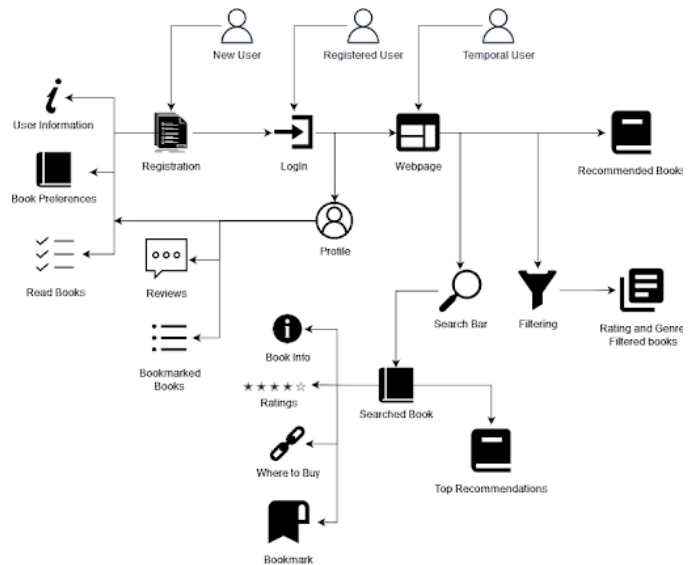 New User
Registered User
Temporal User
User Information
Registration
LogIn
Webpage
Recommended Books
Book Preferences
Profile
Read Books
Reviews
Search Bar
Filtering
Rating and Genre
Filtered books
Book Info
Bookmarked
Books
Ratings
Searched Book
Where to Buy
Top Recommendations
Bookmark